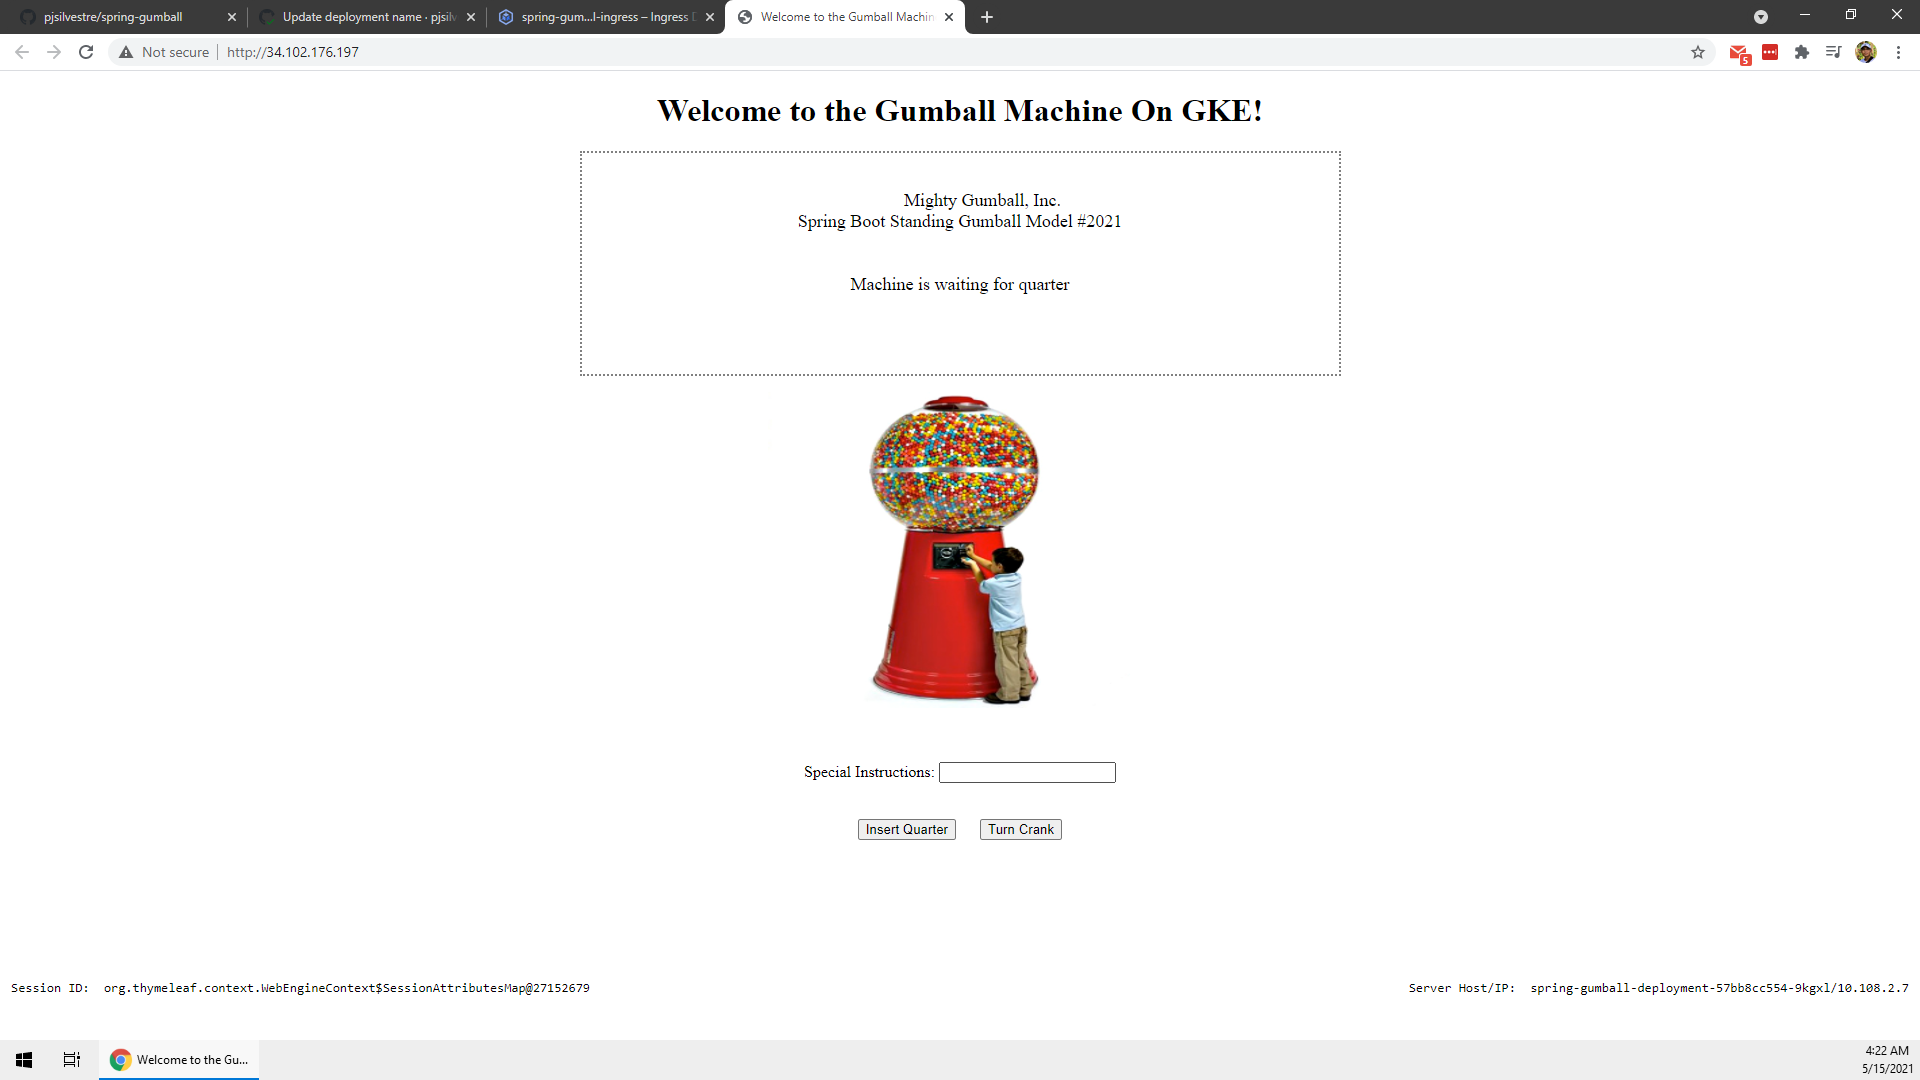 pjsilvestre/spring-gumball
Update deployment name · pjsilv
spring-gum...l-ingress – Ingress D
Welcome to the Gumball Machin
Not secure
http://34.102.176.197
5
Welcome to the Gumball Machine On GKE!
Mighty Gumball, Inc.
Spring Boot Standing Gumball Model #2021
Machine is waiting for quarter
Special Instructions:
Insert Quarter
Turn Crank
Session ID: org.thymeleaf.context.WebEngineContext$SessionAttributesMap@27152679
Server Host/IP: spring-gumball-deployment-57bb8cc554-9kgxl/10.108.2.7
Welcome to the Gu...
4:22 AM
5/15/2021